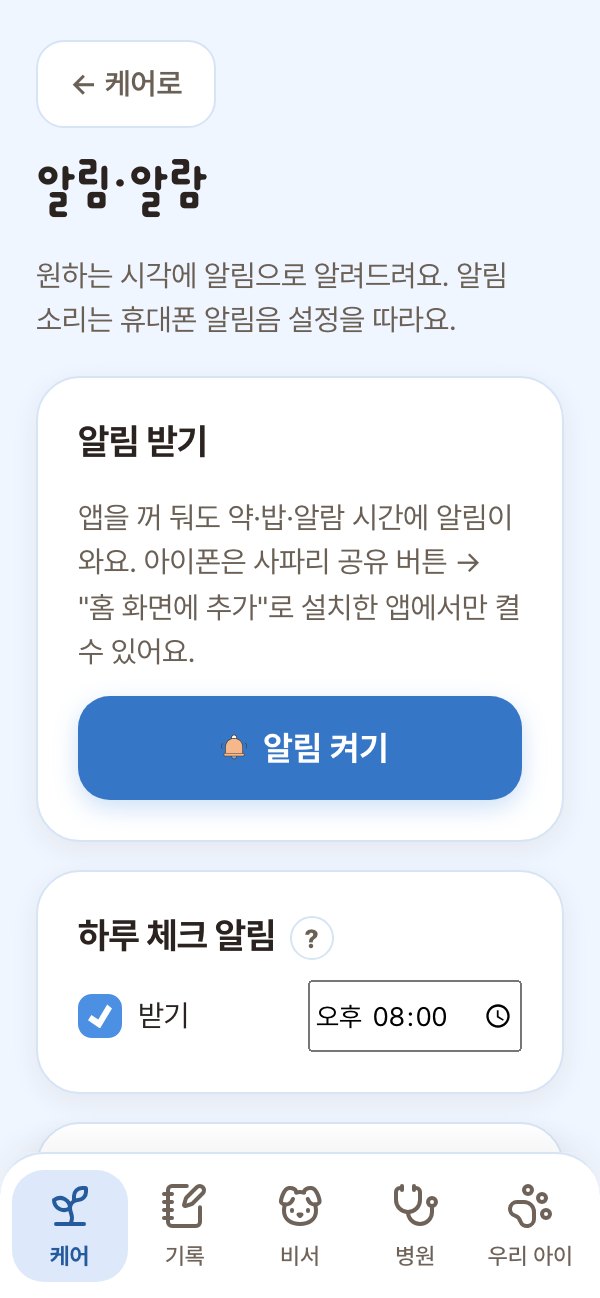 ← 케어로
알림·알람
원하는 시각에 알림으로 알려드려요. 알림
소리는 휴대폰 알림음 설정을 따라요.
알림 받기
앱을 꺼 둬도 약·밥·알람 시간에 알림이
와요. 아이폰은 사파리 공유 버튼 →
"홈 화면에 추가"로 설치한 앱에서만 켤
수 있어요.
알림 켜기
하루 체크 알림 ?
받기 오후 08:00
케어 기록 비서 병원 우리 아이